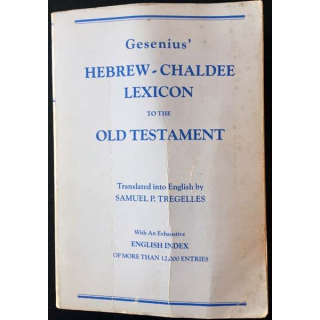 Gesenius'
HEBREW - CHALDEE
LEXICON
TO THE
OLD TESTAMENT
Translated into English by
SAMUEL P. TREGELLES
With An Exhaustive
ENGLISH INDEX
OF MORE THAN 12,000 ENTRIES